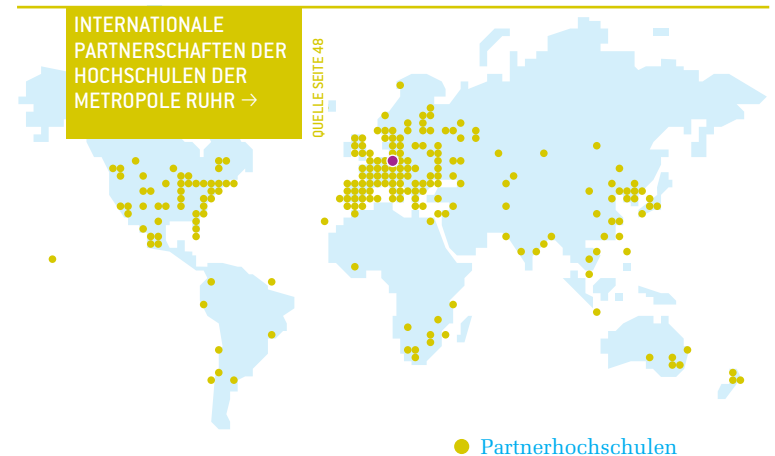 INTERNATIONALE
PARTNERSCHAFTEN DER
HOCHSCHULEN DER
METROPOLE RUHR →
QUELLE SEITE 48
Partnerhochschulen